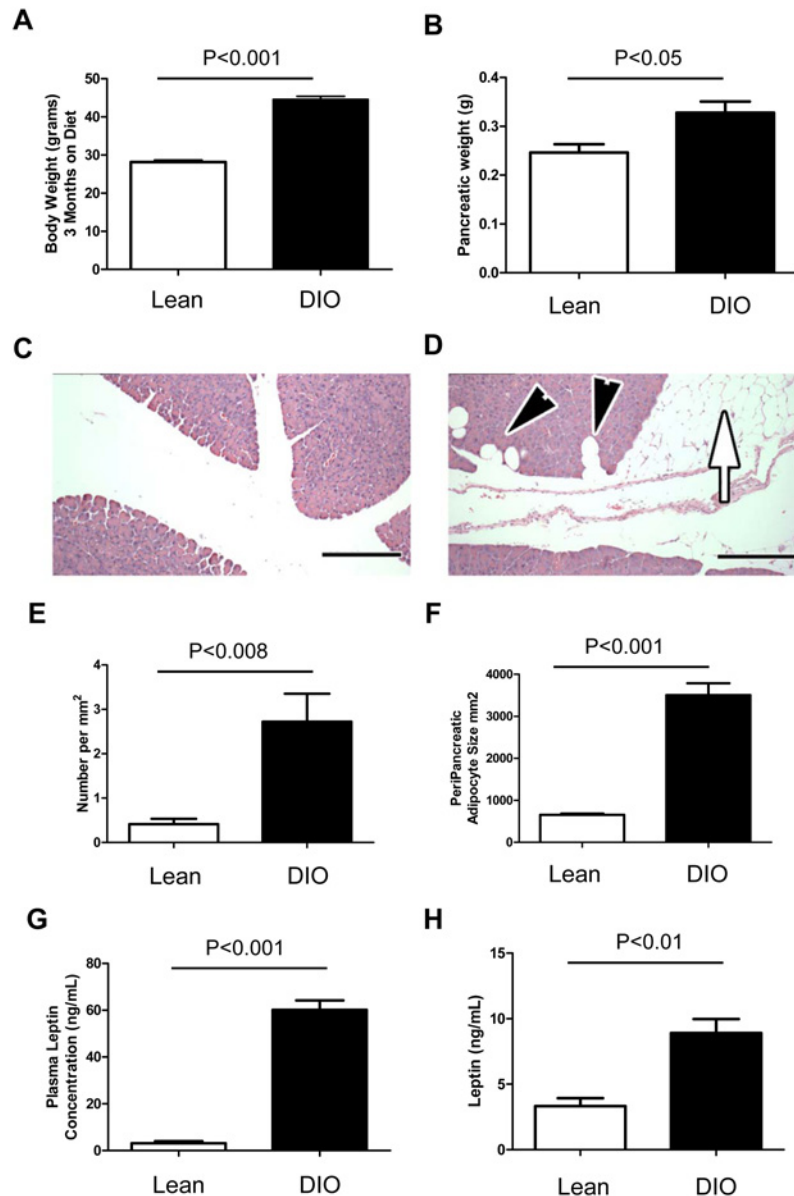 A
P<0.001
Body Weight (grams)
3 Months on Diet
50
40
30
20
10
0
Lean DIO
B
P<0.05
Pancreatic weight (g)
0.4
0.3
0.2
0.1
0.0
Lean DIO
C
D
E
P<0.008
Number per mm²
4
3
2
1
0
Lean DIO
F
P<0.001
PeriPancreatic
Adipocyte Size mm2
4000
3000
2000
1000
0
Lean DIO
G
P<0.001
Plasma Leptin
Concentration (ng/mL)
80
60
40
20
0
Lean DIO
H
P<0.01
Leptin (ng/mL)
15
10
5
0
Lean DIO